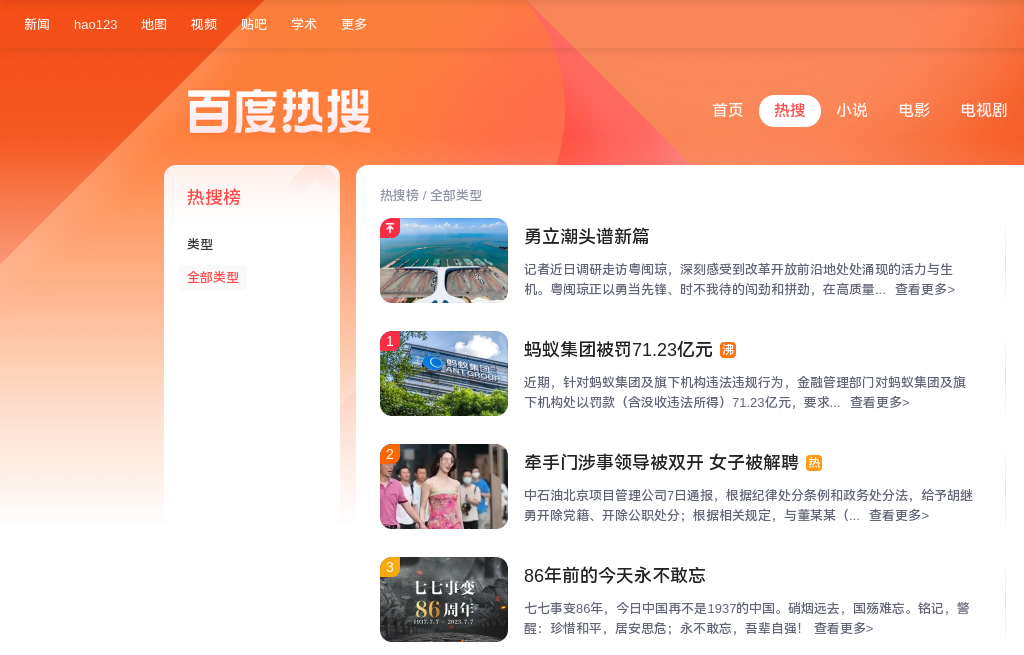 新闻 hao123 地图 视频 贴吧 学术 更多
百度热搜
首页 热搜 小说 电影 电视剧
热搜榜
类型
全部类型
热搜榜 / 全部类型
勇立潮头谱新篇
记者近日调研走访粤闽琼，深刻感受到改革开放前沿地处处涌现的活力与生
机。粤闽琼正以勇当先锋、时不我待的闯劲和拼劲，在高质量... 查看更多>
1
蚂蚁集团
ANT GROUP
蚂蚁集团被罚71.23亿元 沸
近期，针对蚂蚁集团及旗下机构违法违规行为，金融管理部门对蚂蚁集团及旗
下机构处以罚款（含没收违法所得）71.23亿元，要求... 查看更多>
2
牵手门涉事领导被双开 女子被解聘 热
中石油北京项目管理公司7日通报，根据纪律处分条例和政务处分法，给予胡继
勇开除党籍、开除公职处分；根据相关规定，与董某某（... 查看更多>
3
七七事变
86周年
1937.7.7 - 2023.7.7
86年前的今天永不敢忘
七七事变86年，今日中国再不是1937的中国。硝烟远去，国殇难忘。铭记，警
醒：珍惜和平，居安思危；永不敢忘，吾辈自强！ 查看更多>